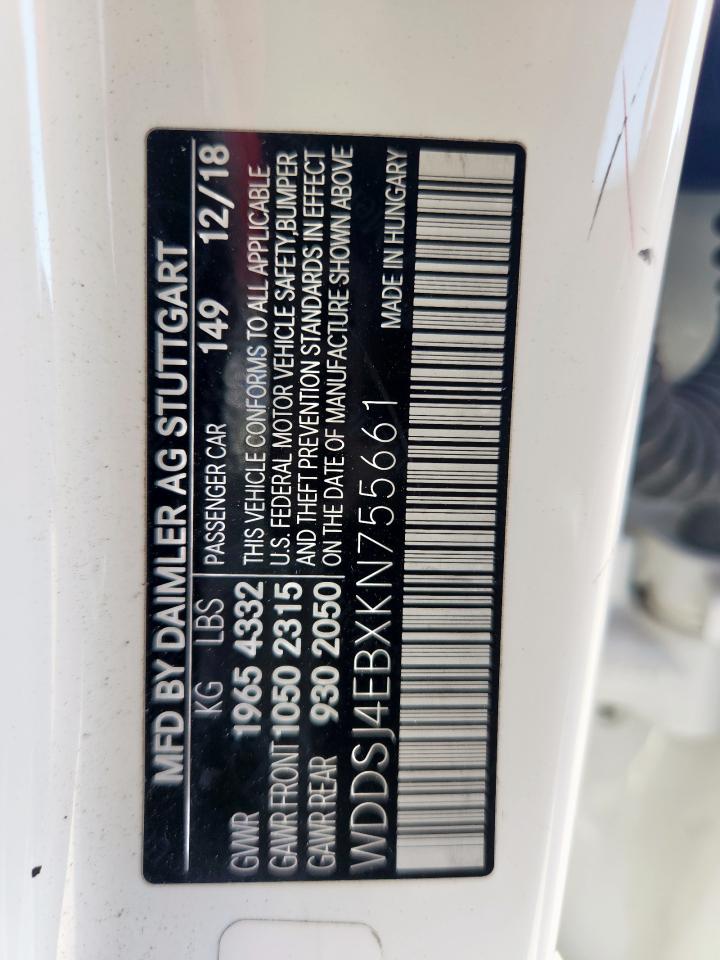 MFD BY DAIMLER AG STUTTGART
KG LBS
GVWR 1965 4332
GAWR FRONT 1050 2315
GAWR REAR 930 2050
PASSENGER CAR 149 12/18
THIS VEHICLE CONFORMS TO ALL APPLICABLE
U.S. FEDERAL MOTOR VEHICLE SAFETY,BUMPER
AND THEFT PREVENTION STANDARDS IN EFFECT
ON THE DATE OF MANUFACTURE SHOWN ABOVE
WDDSJ4EBXKN755661 MADE IN HUNGARY